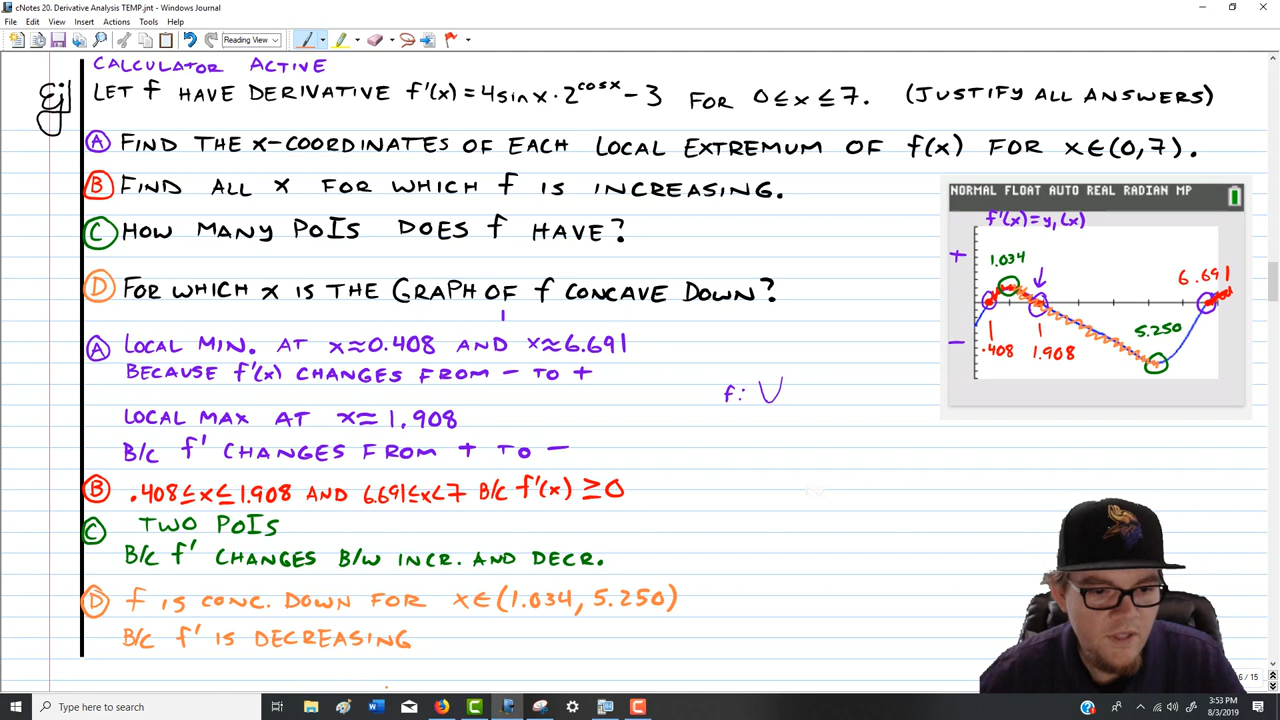 cNotes 20. Derivative Analysis TEMP.jnt - Windows Journal
File Edit View Insert Actions Tools Help
Reading View
CALCULATOR ACTIVE
Ej LET f HAVE DERIVATIVE f'(x) = 4sinx · 2^cosx − 3 FOR 0 ≤ x ≤ 7. (JUSTIFY ALL ANSWERS)
A FIND THE x-COORDINATES OF EACH LOCAL EXTREMUM OF f(x) FOR x∈(0,7).
B FIND ALL x FOR WHICH f IS INCREASING.
C HOW MANY POIS DOES f HAVE?
D FOR WHICH x IS THE GRAPH OF f CONCAVE DOWN?
NORMAL FLOAT AUTO REAL RADIAN MP
f'(x) = y₁(x)
+
1.034
6.691
−
.408
1.908
5.250
A LOCAL MIN. AT x≈0.408 AND x≈6.691
BECAUSE f'(x) CHANGES FROM − TO +
f:
LOCAL MAX AT x≈1.908
B/C f' CHANGES FROM + TO −
B .408≤x≤1.908 AND 6.691≤x<7 B/C f'(x) ≥0
C TWO POIS
B/C f' CHANGES B/W INCR. AND DECR.
D f IS CONC. DOWN FOR x∈(1.034, 5.250)
B/C f' IS DECREASING
6 / 15
Type here to search
3:53 PM
8/3/2019